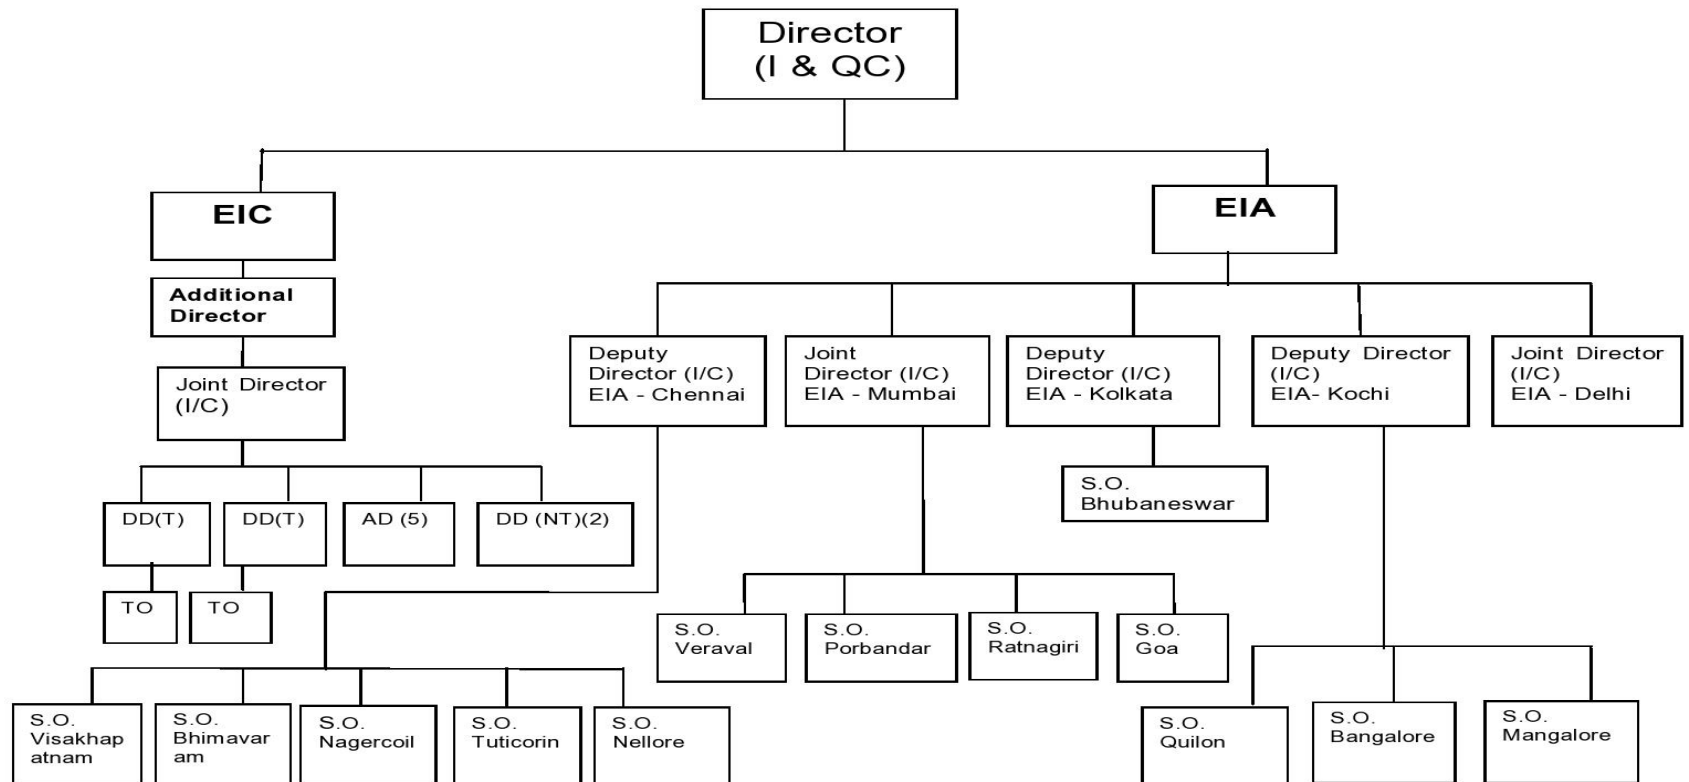 Director
(I & QC)
EIC
EIA
Additional
Director
Joint Director
(I/C)
Deputy
Director (I/C)
EIA - Chennai
Joint
Director (I/C)
EIA - Mumbai
Deputy
Director (I/C)
EIA - Kolkata
Deputy Director
(I/C)
EIA- Kochi
Joint Director
(I/C)
EIA - Delhi
S.O.
Bhubaneswar
DD(T)
DD(T)
AD (5)
DD (NT)(2)
TO
TO
S.O.
Veraval
S.O.
Porbandar
S.O.
Ratnagiri
S.O.
Goa
S.O.
Visakhap
atnam
S.O.
Bhimavar
am
S.O.
Nagercoil
S.O.
Tuticorin
S.O.
Nellore
S.O.
Quilon
S.O.
Bangalore
S.O.
Mangalore